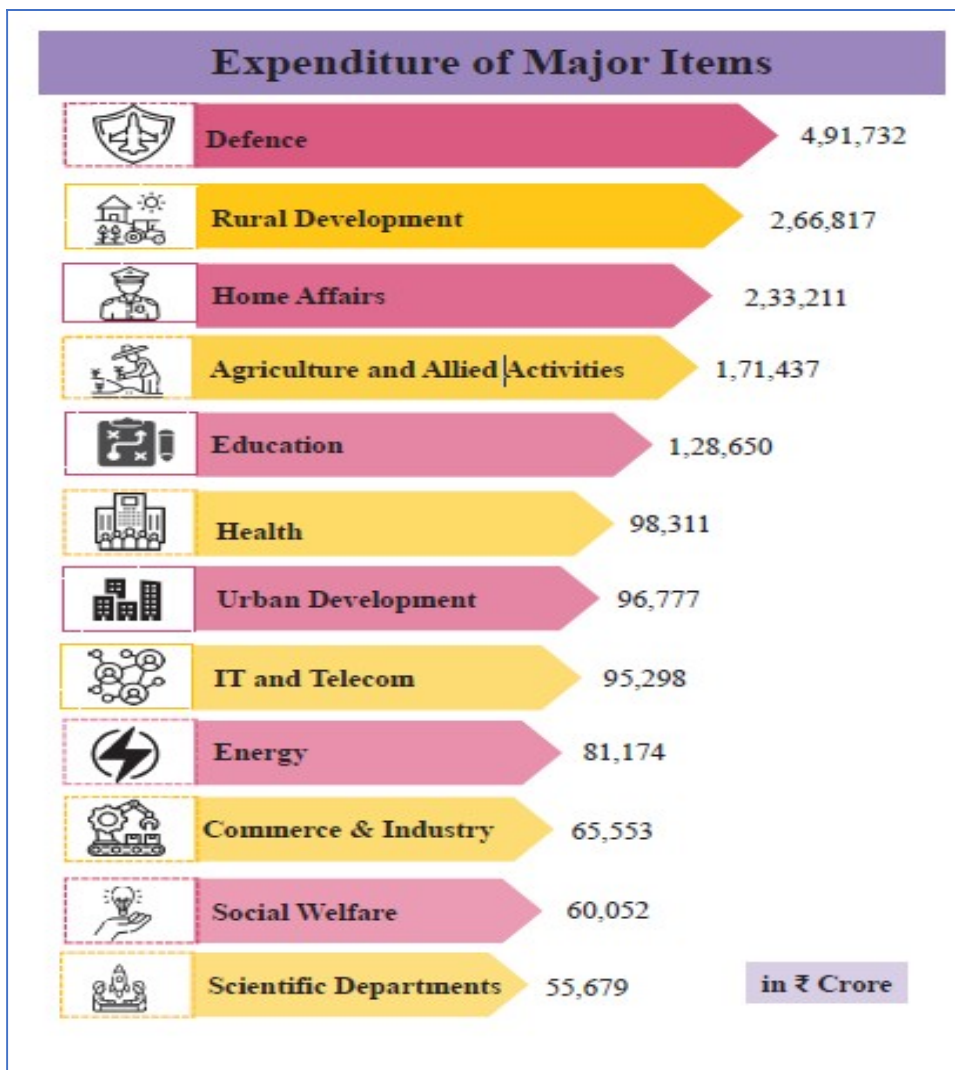 Expenditure of Major Items
Defence 4,91,732
Rural Development 2,66,817
Home Affairs 2,33,211
Agriculture and Allied Activities 1,71,437
Education 1,28,650
Health 98,311
Urban Development 96,777
IT and Telecom 95,298
Energy 81,174
Commerce & Industry 65,553
Social Welfare 60,052
Scientific Departments 55,679
in ₹ Crore